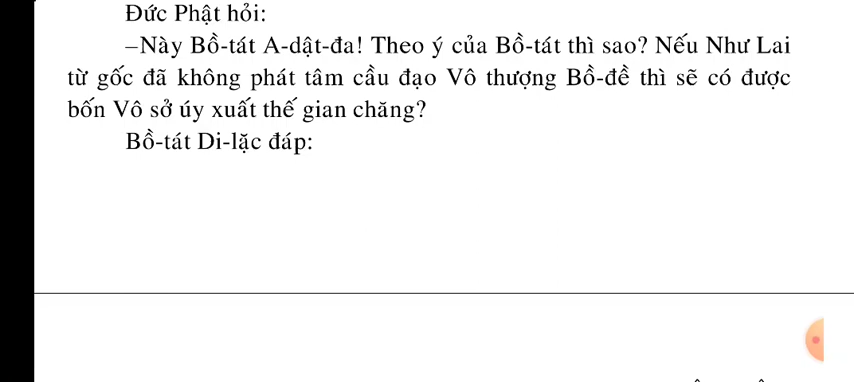 Đức Phật hỏi:
–Này Bồ-tát A-dật-đa! Theo ý của Bồ-tát thì sao? Nếu Như Lai
từ gốc đã không phát tâm cầu đạo Vô thượng Bồ-đề thì sẽ có được
bốn Vô sở úy xuất thế gian chăng?
Bồ-tát Di-lặc đáp: